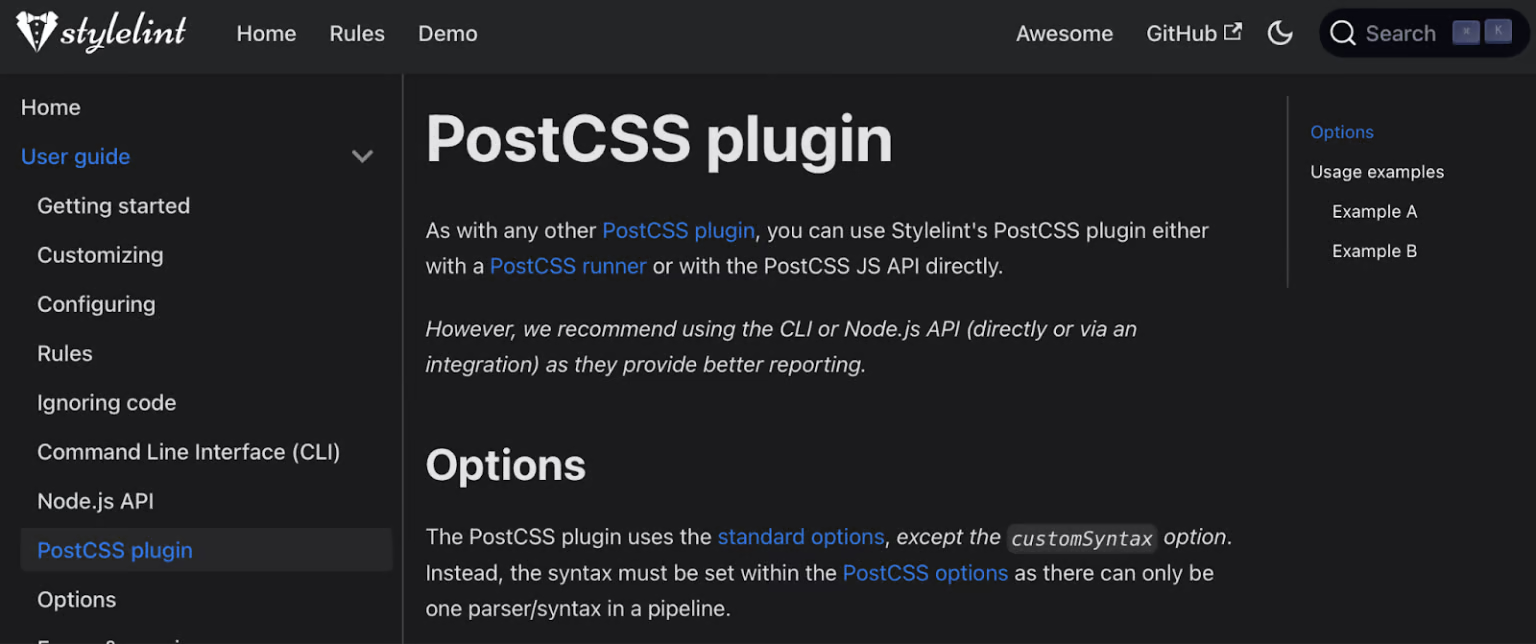 stylelint Home Rules Demo Awesome GitHub Search K
Home
User guide
Getting started
Customizing
Configuring
Rules
Ignoring code
Command Line Interface (CLI)
Node.js API
PostCSS plugin
Options
PostCSS plugin
As with any other PostCSS plugin, you can use Stylelint's PostCSS plugin either
with a PostCSS runner or with the PostCSS JS API directly.
However, we recommend using the CLI or Node.js API (directly or via an
integration) as they provide better reporting.
Options
The PostCSS plugin uses the standard options, except the customSyntax option.
Instead, the syntax must be set within the PostCSS options as there can only be
one parser/syntax in a pipeline.
Options
Usage examples
Example A
Example B